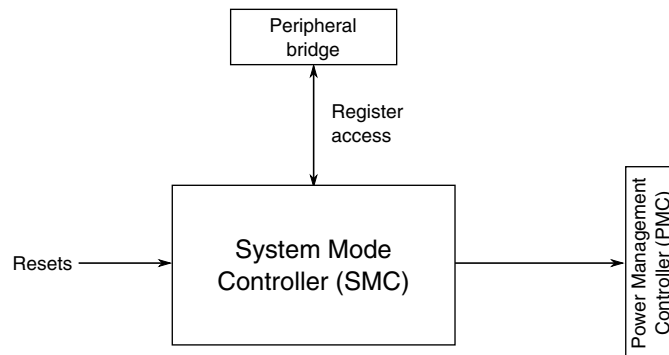 Peripheral
bridge
Register
access
System Mode
Controller (SMC)
Resets
Power Management
Controller (PMC)